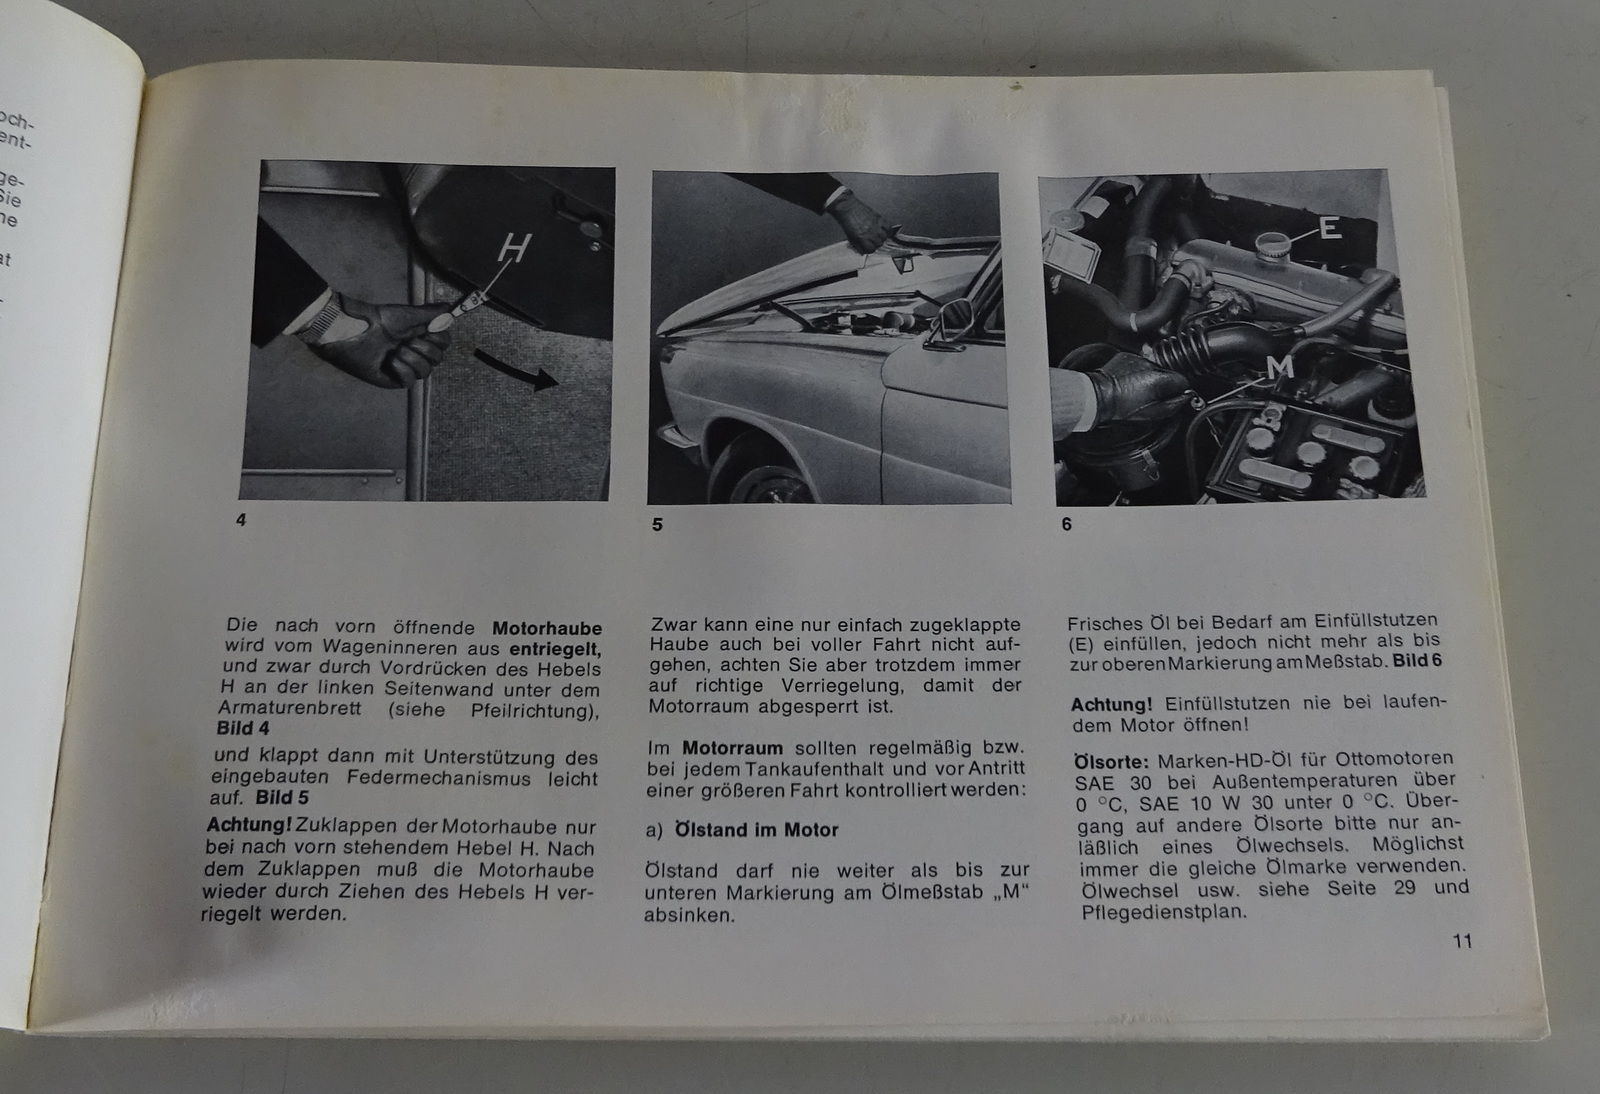 och-
ent-
ge-
Sie
ne
at
H
E
M
4
5
6
Die nach vorn öffnende Motorhaube
wird vom Wageninneren aus entriegelt,
und zwar durch Vordrücken des Hebels
H an der linken Seitenwand unter dem
Armaturenbrett (siehe Pfeilrichtung),
Bild 4
und klappt dann mit Unterstützung des
eingebauten Federmechanismus leicht
auf. Bild 5
Achtung! Zuklappen der Motorhaube nur
bei nach vorn stehendem Hebel H. Nach
dem Zuklappen muß die Motorhaube
wieder durch Ziehen des Hebels H ver-
riegelt werden.
Zwar kann eine nur einfach zugeklappte
Haube auch bei voller Fahrt nicht auf-
gehen, achten Sie aber trotzdem immer
auf richtige Verriegelung, damit der
Motorraum abgesperrt ist.
Im Motorraum sollten regelmäßig bzw.
bei jedem Tankaufenthalt und vor Antritt
einer größeren Fahrt kontrolliert werden:
a) Ölstand im Motor
Ölstand darf nie weiter als bis zur
unteren Markierung am Ölmeßstab „M“
absinken.
Frisches Öl bei Bedarf am Einfüllstutzen
(E) einfüllen, jedoch nicht mehr als bis
zur oberen Markierung am Meßstab. Bild 6
Achtung! Einfüllstutzen nie bei laufen-
dem Motor öffnen!
Ölsorte: Marken-HD-Öl für Ottomotoren
SAE 30 bei Außentemperaturen über
0 °C, SAE 10 W 30 unter 0 °C. Über-
gang auf andere Ölsorte bitte nur an-
läßlich eines Ölwechsels. Möglichst
immer die gleiche Ölmarke verwenden.
Ölwechsel usw. siehe Seite 29 und
Pflegedienstplan.
11